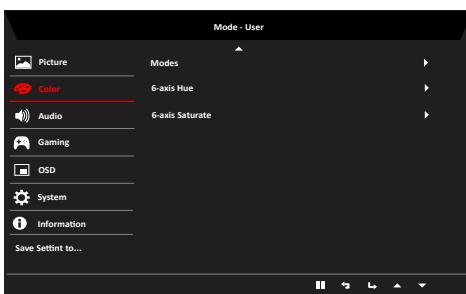 Mode - User
Picture
Modes
Color
6-axis Hue
Audio
6-axis Saturate
Gaming
OSD
System
Information
Save Settint to...